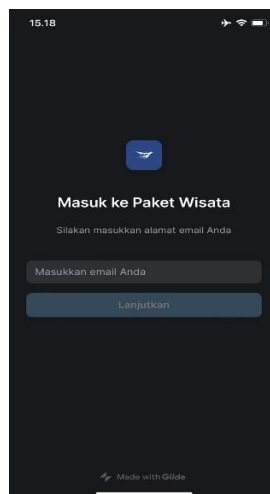 15.18
Masuk ke Paket Wisata
Silakan masukkan alamat email Anda
Masukkan email Anda
Lanjutkan
Made with Glide